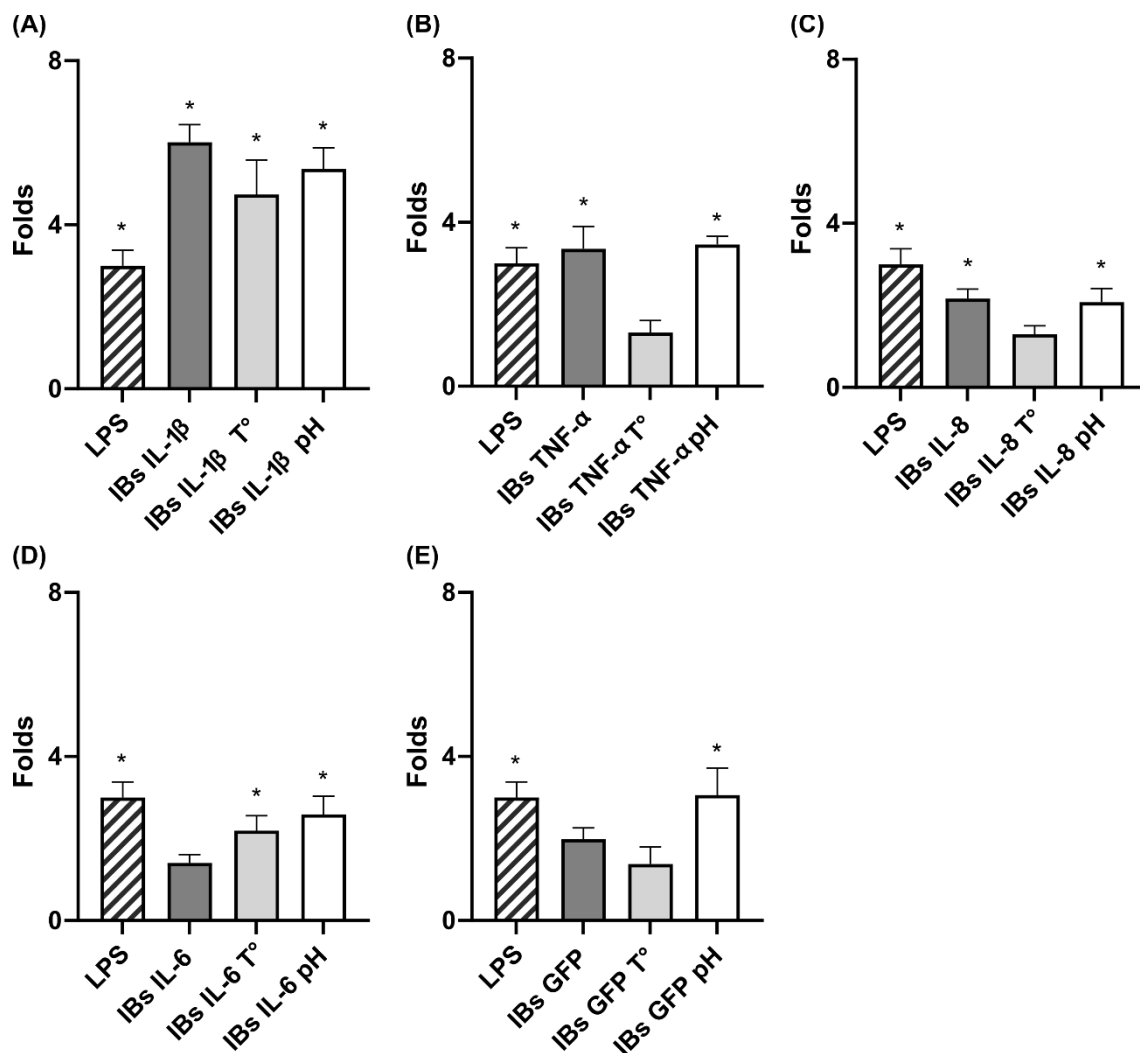 (A)
8
4
0
Folds
*
*
*
*
LPS
IBs IL-1β
IBs IL-1β T°
IBs IL-1β pH
(B)
8
4
0
Folds
*
*
*
LPS
IBs TNF-α
IBs TNF-α T°
IBs TNF-α pH
(C)
8
4
0
Folds
*
*
*
LPS
IBs IL-8
IBs IL-8 T°
IBs IL-8 pH
(D)
8
4
0
Folds
*
*
*
LPS
IBs IL-6
IBs IL-6 T°
IBs IL-6 pH
(E)
8
4
0
Folds
*
*
LPS
IBs GFP
IBs GFP T°
IBs GFP pH